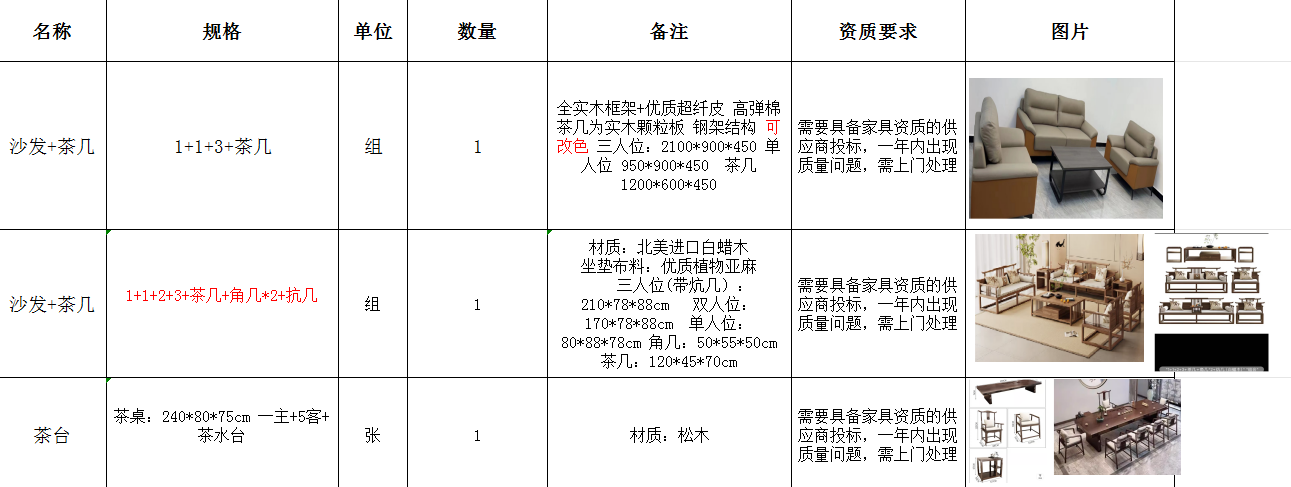 名称 规格 单位 数量 备注 资质要求 图片
沙发+茶几
1+1+3+茶几
组
1
全实木框架+优质超纤皮 高弹棉
茶几为实木颗粒板 钢架结构 可
改色 三人位：2100*900*450 单
人位 950*900*450 茶几
1200*600*450
需要具备家具资质的供
应商投标，一年内出现
质量问题，需上门处理
沙发+茶几
1+1+2+3+茶几+角几*2+抗几
组
1
材质：北美进口白蜡木
坐垫布料：优质植物亚麻
三人位(带炕几）：
210*78*88cm 双人位：
170*78*88cm 单人位：
80*88*78cm 角几：50*55*50cm
茶几：120*45*70cm
需要具备家具资质的供
应商投标，一年内出现
质量问题，需上门处理
茶台
茶桌：240*80*75cm 一主+5客+
茶水台
张
1
材质：松木
需要具备家具资质的供
应商投标，一年内出现
质量问题，需上门处理